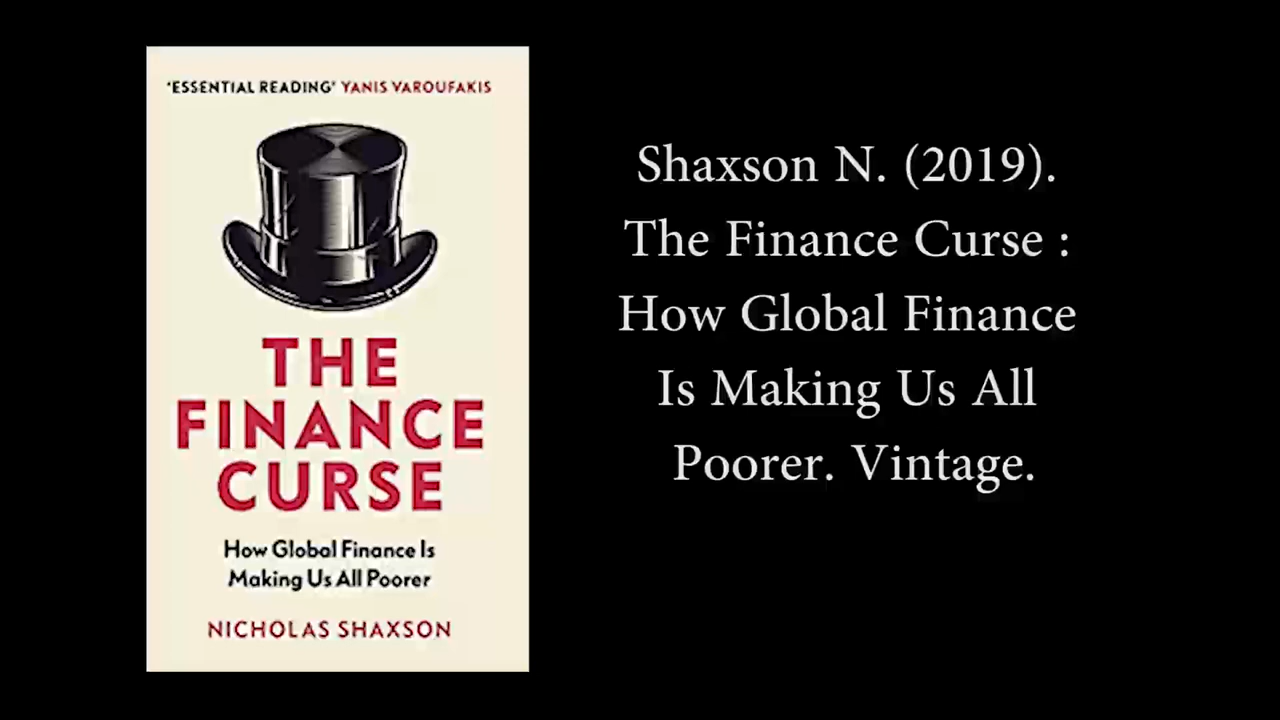 'ESSENTIAL READING' YANIS VAROUFAKIS
THE
FINANCE
CURSE
How Global Finance Is
Making Us All Poorer
NICHOLAS SHAXSON
Shaxson N. (2019).
The Finance Curse :
How Global Finance
Is Making Us All
Poorer. Vintage.